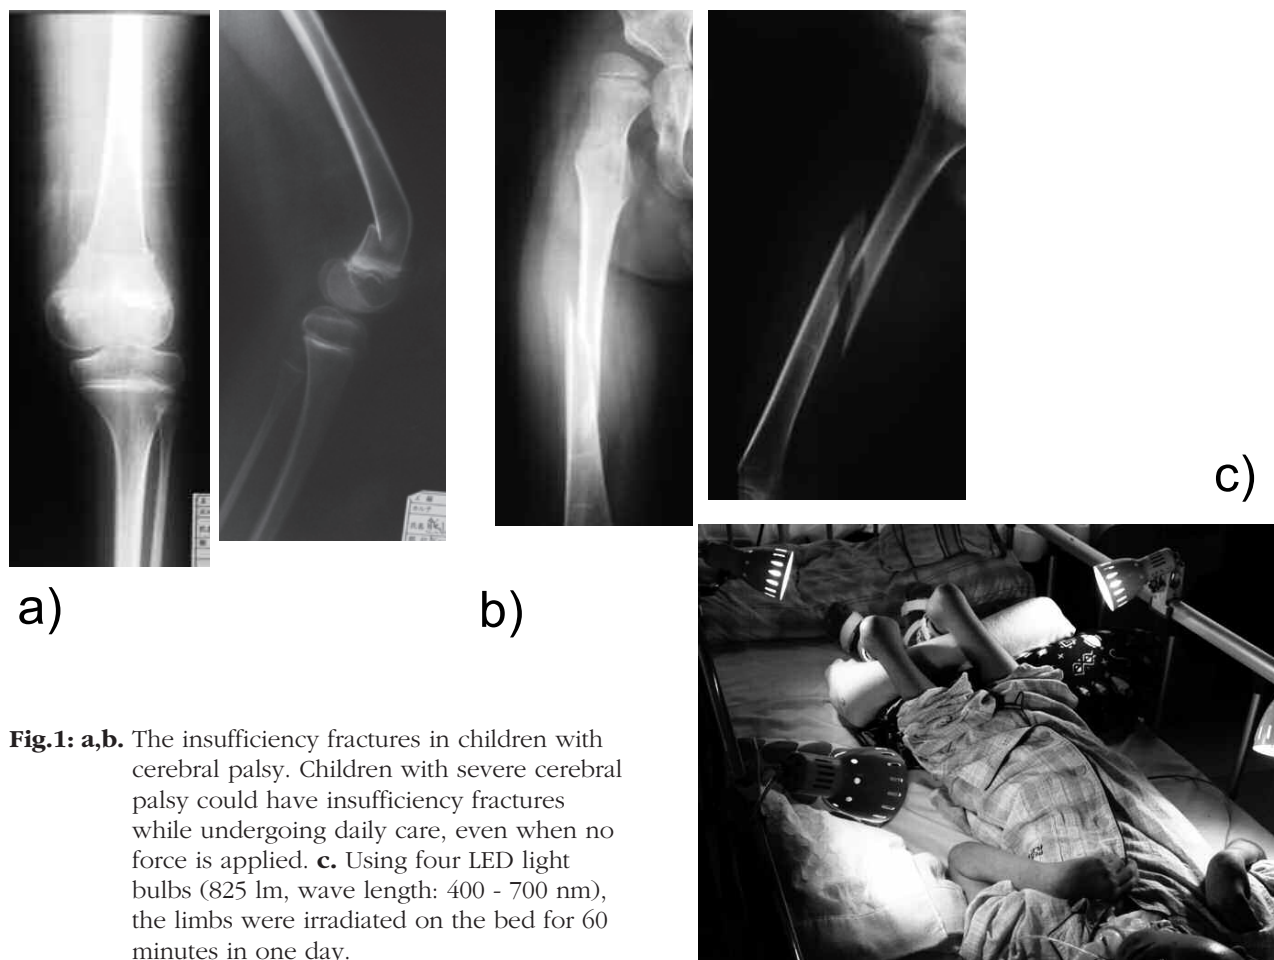 c)
a)
b)
Fig.1: a,b. The insufficiency fractures in children with
cerebral palsy. Children with severe cerebral
palsy could have insufficiency fractures
while undergoing daily care, even when no
force is applied. c. Using four LED light
bulbs (825 lm, wave length: 400 - 700 nm),
the limbs were irradiated on the bed for 60
minutes in one day.